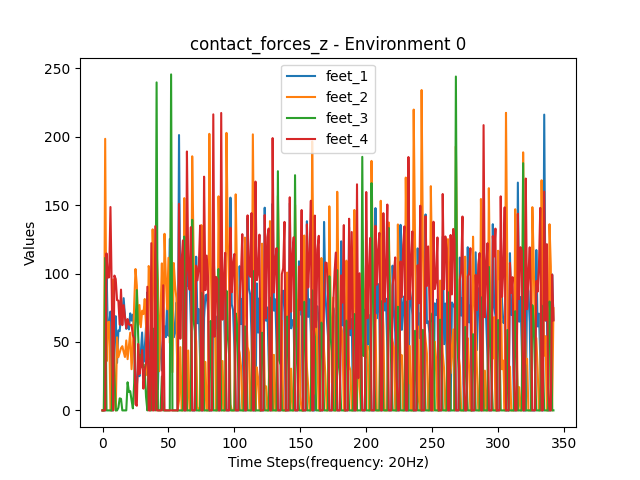 contact_forces_z - Environment 0
feet_1
feet_2
feet_3
feet_4
Values
250
200
150
100
50
0
0 50 100 150 200 250 300 350
Time Steps(frequency: 20Hz)